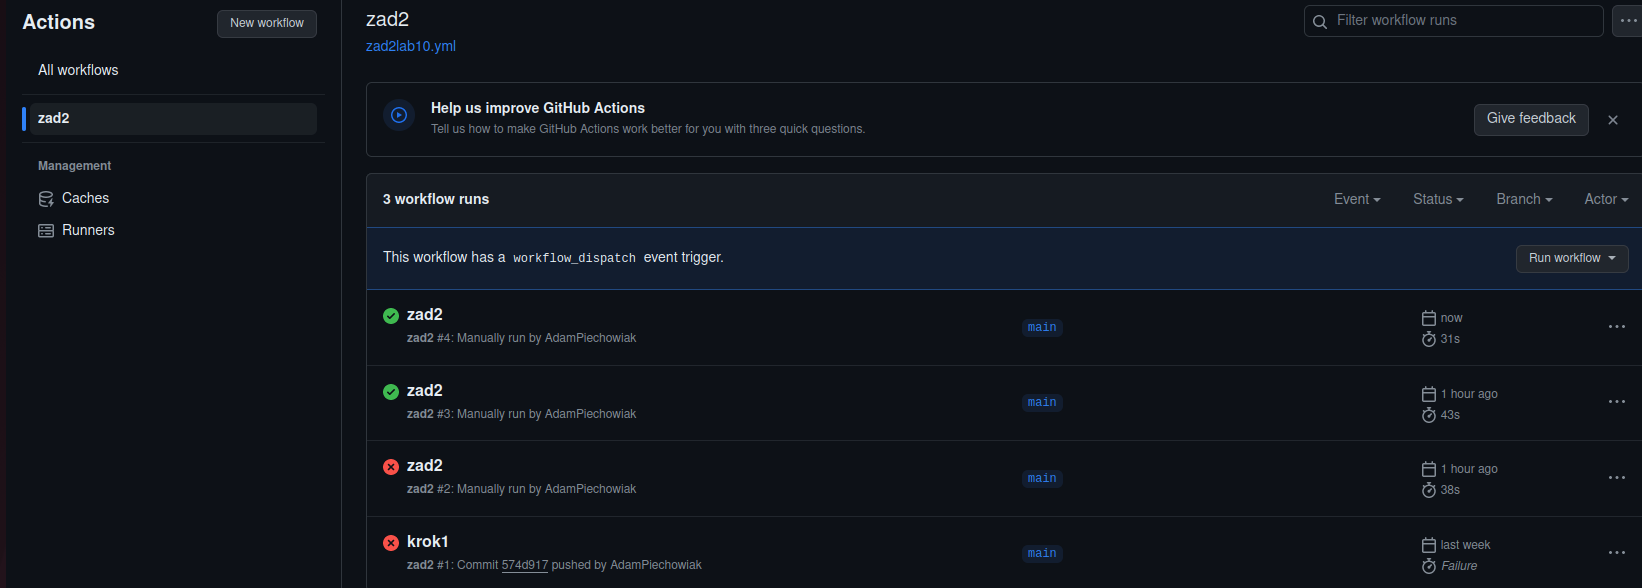 Actions
New workflow
All workflows
zad2
Management
Caches
Runners
zad2
zad2lab10.yml
Filter workflow runs
Help us improve GitHub Actions
Tell us how to make GitHub Actions work better for you with three quick questions.
Give feedback
3 workflow runs
Event Status Branch Actor
This workflow has a workflow_dispatch event trigger.
Run workflow
zad2
zad2 #4: Manually run by AdamPiechowiak
main
now
31s
zad2
zad2 #3: Manually run by AdamPiechowiak
main
1 hour ago
43s
zad2
zad2 #2: Manually run by AdamPiechowiak
main
1 hour ago
38s
krok1
zad2 #1: Commit 574d917 pushed by AdamPiechowiak
main
last week
Failure